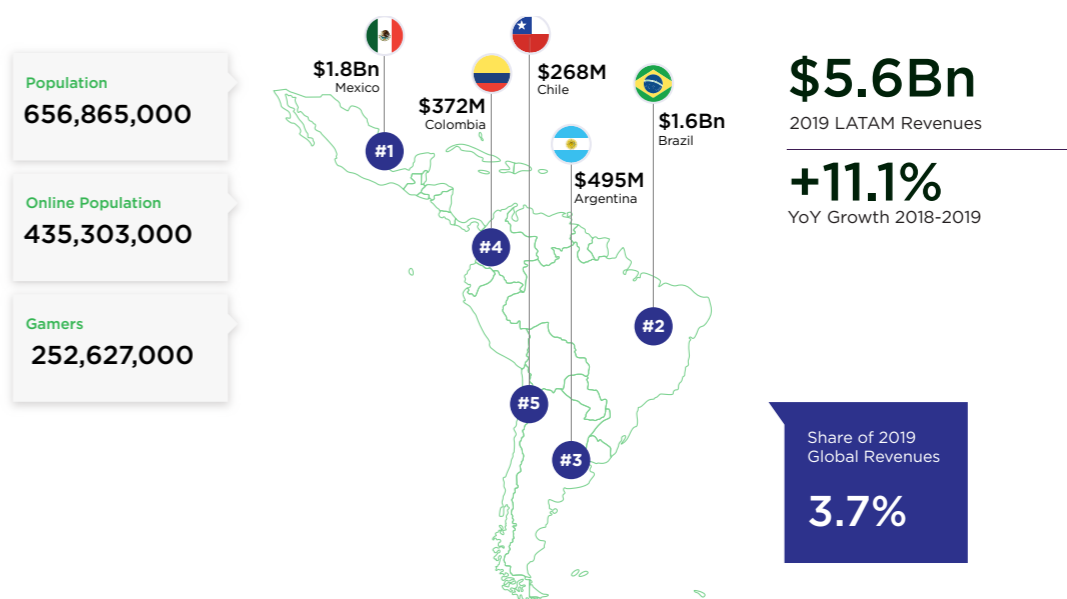 Population
656,865,000
Online Population
435,303,000
Gamers
252,627,000
$1.8Bn
Mexico
$372M
Colombia
$268M
Chile
$495M
Argentina
$1.6Bn
Brazil
#1
#4
#2
#5
#3
$5.6Bn
2019 LATAM Revenues
+11.1%
YoY Growth 2018-2019
Share of 2019
Global Revenues
3.7%